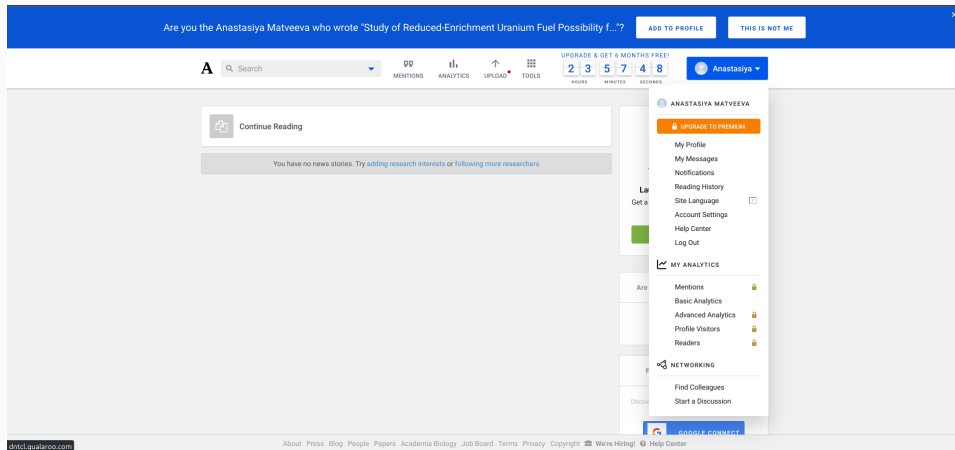 Are you the Anastasiya Matveeva who wrote "Study of Reduced-Enrichment Uranium Fuel Possibility f..."?
ADD TO PROFILE
THIS IS NOT ME
A
Search
MENTIONS
ANALYTICS
UPLOAD
TOOLS
UPGRADE & GET 6 MONTHS FREE!
2 3 5 7 4 8
HOURS MINUTES SECONDS
Anastasiya
Continue Reading
You have no news stories. Try adding research interests or following more researchers
Get a
Are
ANASTASIYA MATVEEVA
UPGRADE TO PREMIUM
My Profile
My Messages
Notifications
Reading History
Site Language
Account Settings
Help Center
Log Out
MY ANALYTICS
Mentions
Basic Analytics
Advanced Analytics
Profile Visitors
Readers
NETWORKING
Find Colleagues
Start a Discussion
GOOGLE CONNECT
About Press Blog People Papers Academia Biology Job Board Terms Privacy Copyright We're Hiring! Help Center
dntcl.qualaroo.com